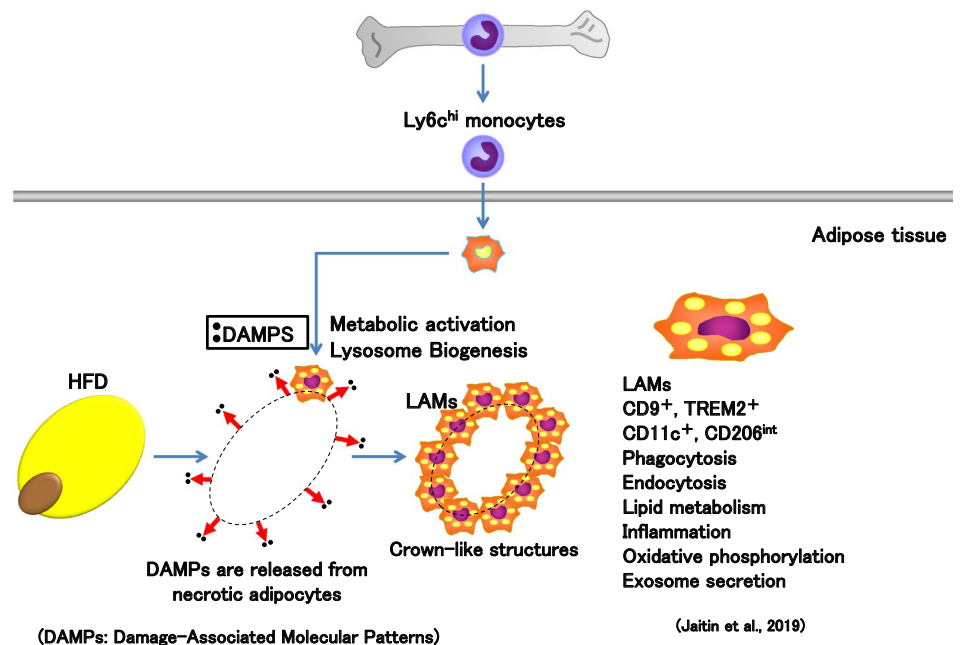 Ly6c^hi monocytes
Adipose tissue
:DAMPS
Metabolic activation
Lysosome Biogenesis
HFD
LAMs
DAMPs are released from
necrotic adipocytes
Crown-like structures
LAMs
CD9⁺, TREM2⁺
CD11c⁺, CD206^int
Phagocytosis
Endocytosis
Lipid metabolism
Inflammation
Oxidative phosphorylation
Exosome secretion
(DAMPs: Damage-Associated Molecular Patterns)
(Jaitin et al., 2019)